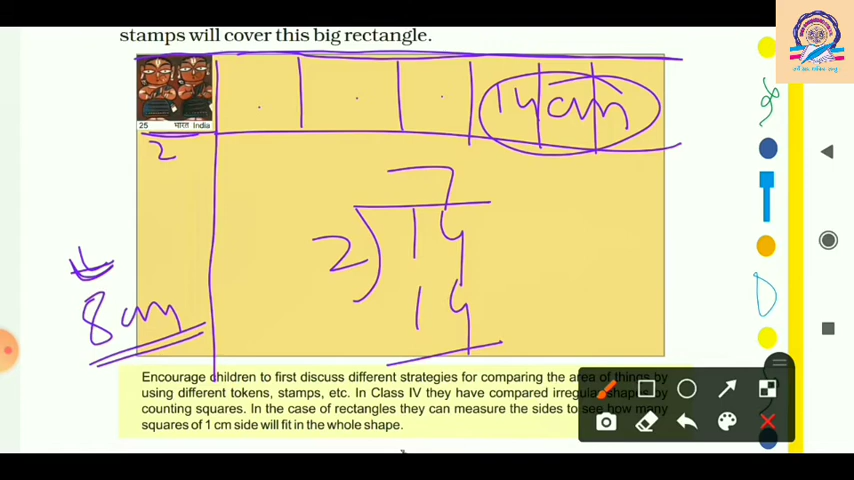 stamps will cover this big rectangle.
14 cm
25 भारत India
2
7
2 14
14
8 cm
Encourage children to first discuss different strategies for comparing the area of things by
using different tokens, stamps, etc. In Class IV they have compared irregular shapes by
counting squares. In the case of rectangles they can measure the sides to see how many
squares of 1 cm side will fit in the whole shape.